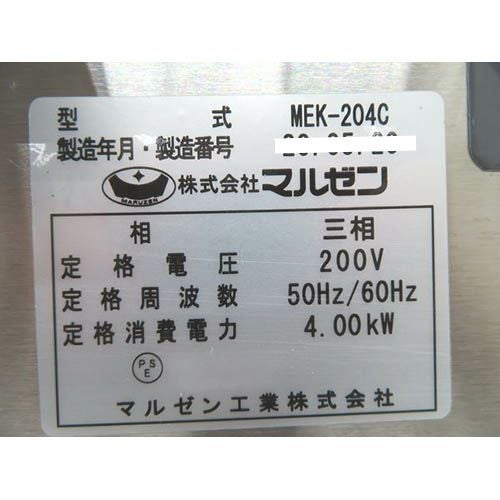 型 式 MEK-204C
製造年月・製造番号
MARUZEN 株式会社マルゼン
相 三相
定格電圧 200V
定格周波数 50Hz/60Hz
定格消費電力 4.00kW
PSE
マルゼン工業株式会社